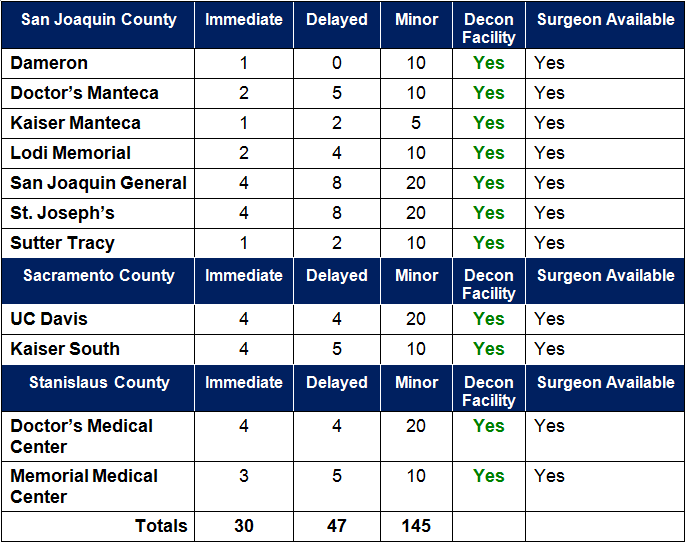 San Joaquin County Immediate Delayed Minor Decon Facility Surgeon Available
Dameron 1 0 10 Yes Yes
Doctor's Manteca 2 5 10 Yes Yes
Kaiser Manteca 1 2 5 Yes Yes
Lodi Memorial 2 4 10 Yes Yes
San Joaquin General 4 8 20 Yes Yes
St. Joseph's 4 8 20 Yes Yes
Sutter Tracy 1 2 10 Yes Yes
Sacramento County Immediate Delayed Minor Decon Facility Surgeon Available
UC Davis 4 4 20 Yes Yes
Kaiser South 4 5 10 Yes Yes
Stanislaus County Immediate Delayed Minor Decon Facility Surgeon Available
Doctor's Medical Center 4 4 20 Yes Yes
Memorial Medical Center 3 5 10 Yes Yes
Totals 30 47 145